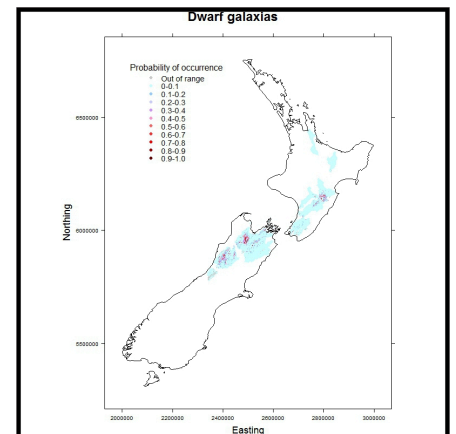 Dwarf galaxias
Probability of occurrence
Out of range
0-0.1
0.1-0.2
0.2-0.3
0.3-0.4
0.4-0.5
0.5-0.6
0.6-0.7
0.7-0.8
0.8-0.9
0.9-1.0
Northing
6500000
6000000
5500000
2000000 2200000 2400000 2600000 2800000 3000000
Easting